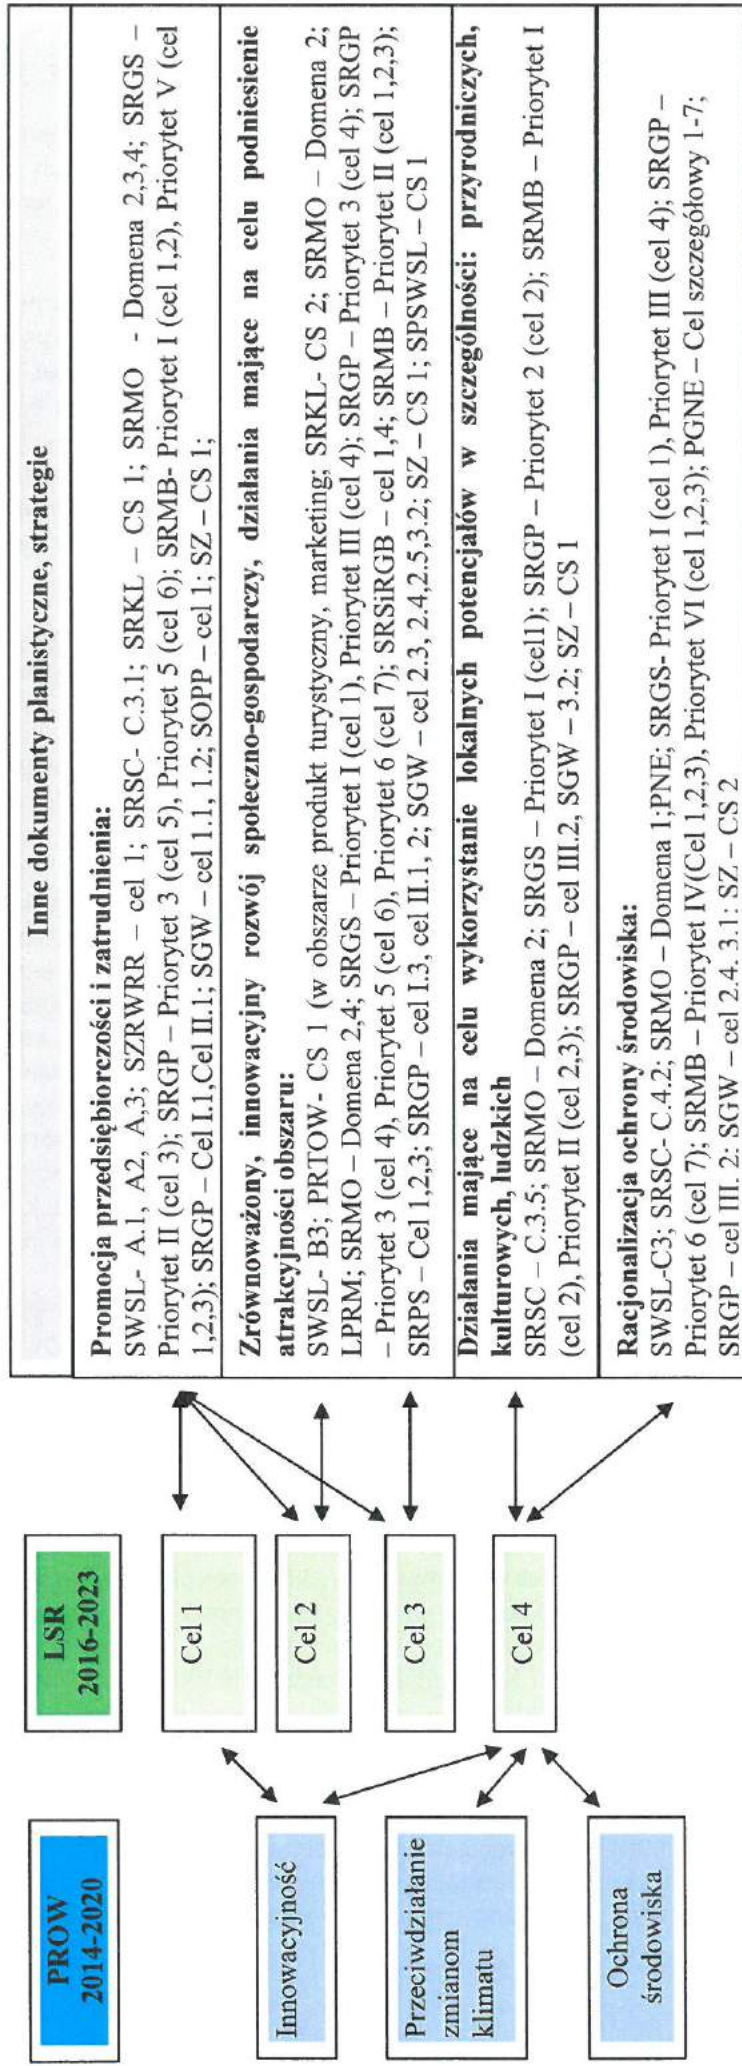 PROW
2014-2020
Innowacyjność
Przeciwdziałanie
zmianom
klimatu
Ochrona
środowiska
LSR
2016-2023
Cel 1
Cel 2
Cel 3
Cel 4
Inne dokumenty planistyczne, strategie
Promocja przedsiębiorczości i zatrudnienia:
SWSL- A.1, A2, A,3; SZRWRR – cel 1; SRSC- C.3.1; SRKL – CS 1; SRMO - Domena 2,3,4; SRGS –
Priorytet II (cel 3); SRGP – Priorytet 3 (cel 5), Priorytet 5 (cel 6); SRMB- Priorytet I (cel 1,2), Priorytet V (cel
1,2,3); SRGP – Cel I.1,Cel II.1; SGW – cel 1.1, 1.2; SOPP – cel 1; SZ – CS 1;
Zrównoważony, innowacyjny rozwój społeczno-gospodarczy, działania mające na celu podniesienie
atrakcyjności obszaru:
SWSL- B3; PRTOW- CS 1 (w obszarze produkt turystyczny, marketing; SRKL- CS 2; SRMO – Domena 2;
LPRM; SRMO – Domena 2,4; SRGS – Priorytet I (cel 1), Priorytet III (cel 4); SRGP – Priorytet 3 (cel 4); SRGP
– Priorytet 3 (cel 4), Priorytet 5 (cel 6), Priorytet 6 (cel 7); SRSiRGB – cel 1,4; SRMB – Priorytet II (cel 1,2,3);
SRPS – Cel 1,2,3; SRGP – cel I.3, cel II.1, 2; SGW – cel 2.3, 2.4,2.5,3.2; SZ – CS 1; SPSWSL – CS 1
Działania mające na celu wykorzystanie lokalnych potencjałów w szczególności: przyrodniczych,
kulturowych, ludzkich
SRSC – C.3.5; SRMO – Domena 2; SRGS – Priorytet I (cel1); SRGP – Priorytet 2 (cel 2); SRMB – Priorytet I
(cel 2), Priorytet II (cel 2,3); SRGP – cel III.2, SGW – 3.2; SZ – CS 1
Racjonalizacja ochrony środowiska:
SWSL-C3; SRSC- C.4.2; SRMO – Domena 1;PNE; SRGS- Priorytet I (cel 1), Priorytet III (cel 4); SRGP –
Priorytet 6 (cel 7); SRMB – Priorytet IV(Cel 1,2,3), Priorytet VI (cel 1,2,3); PGNE – Cel szczegółowy 1-7;
SRGP – cel III. 2; SGW – cel 2.4. 3.1: SZ – CS 2